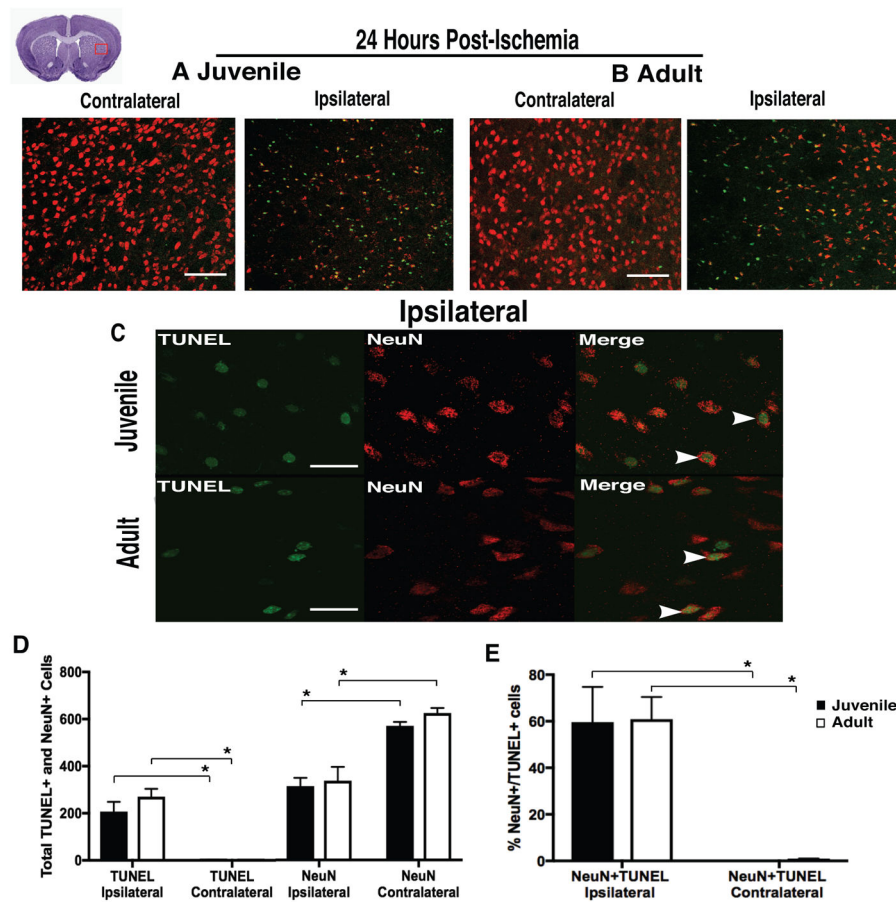 24 Hours Post-Ischemia
A Juvenile
B Adult
Contralateral
Ipsilateral
Contralateral
Ipsilateral
Ipsilateral
C
Juvenile
TUNEL
NeuN
Merge
Adult
TUNEL
NeuN
Merge
D
Total TUNEL+ and NeuN+ Cells
800
600
400
200
0
*
*
*
*
TUNEL
Ipsilateral
TUNEL
Contralateral
NeuN
Ipsilateral
NeuN
Contralateral
E
% NeuN+/TUNEL+ cells
80
60
40
20
0
*
*
NeuN+TUNEL
Ipsilateral
NeuN+TUNEL
Contralateral
Juvenile
Adult